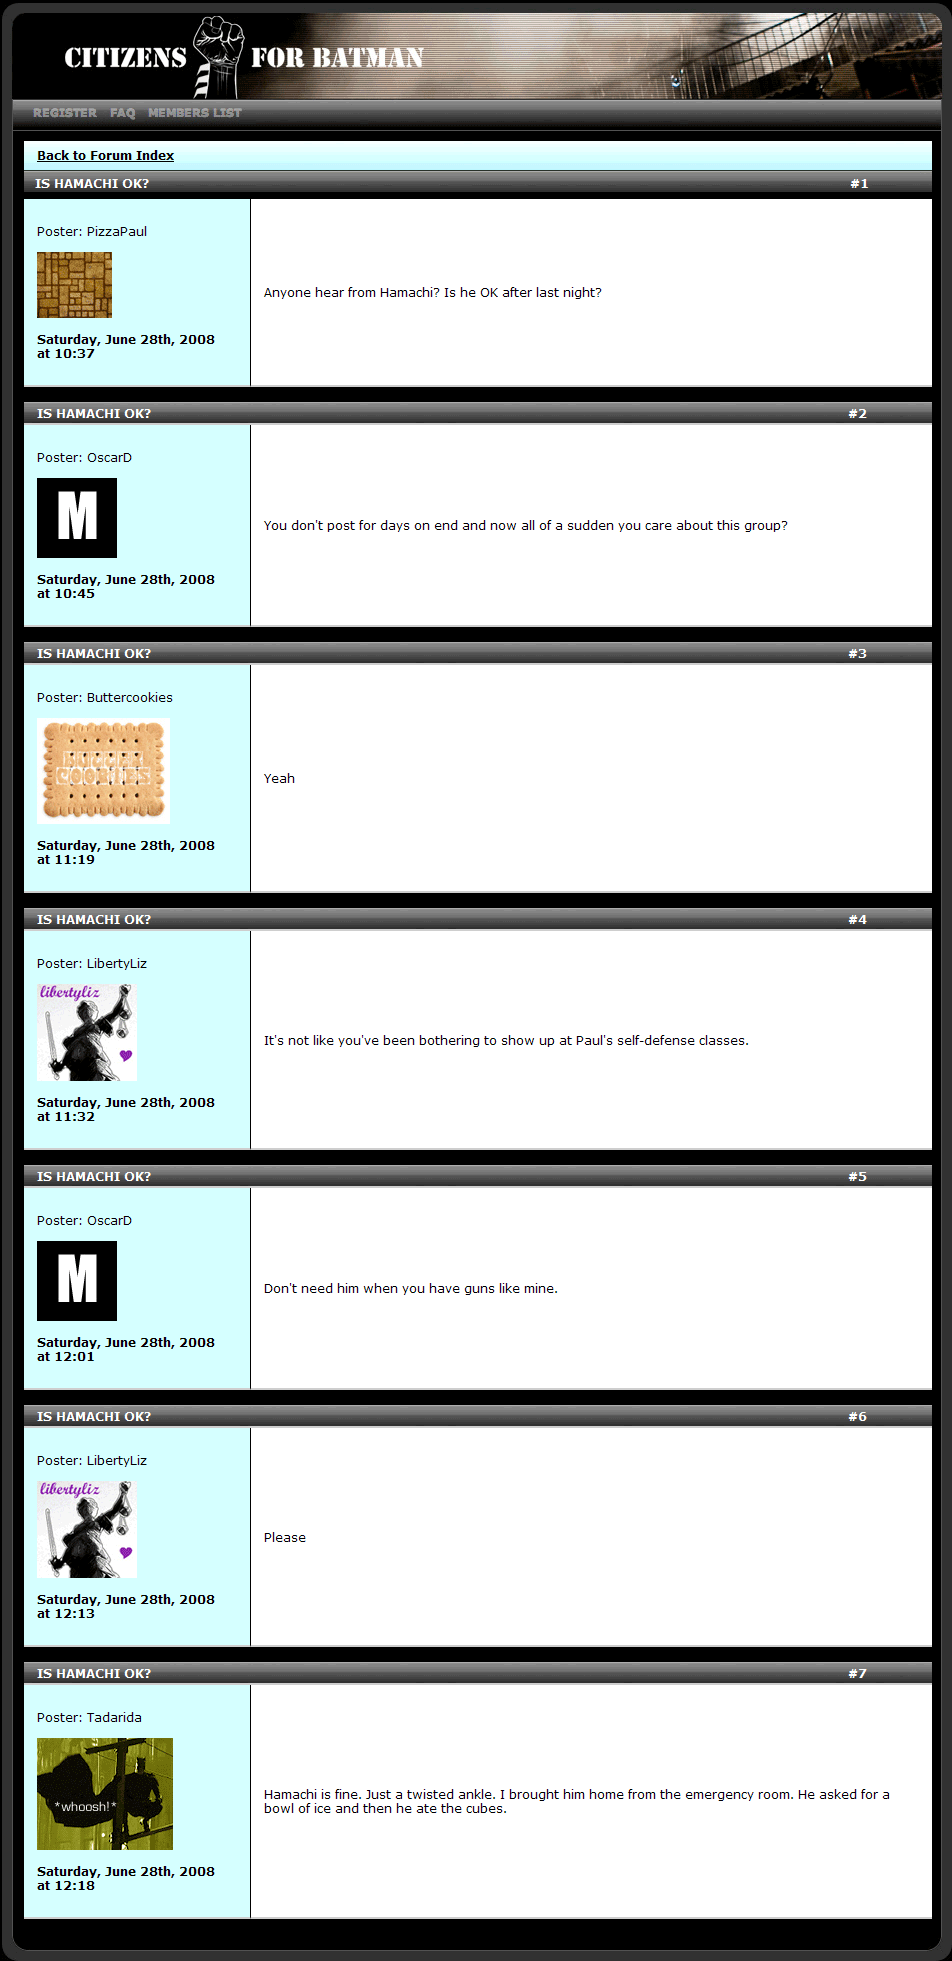 CITIZENS FOR BATMAN
REGISTER FAQ MEMBERS LIST
Back to Forum Index
IS HAMACHI OK? #1
Poster: PizzaPaul
Saturday, June 28th, 2008
at 10:37
Anyone hear from Hamachi? Is he OK after last night?
IS HAMACHI OK? #2
Poster: OscarD
M
Saturday, June 28th, 2008
at 10:45
You don't post for days on end and now all of a sudden you care about this group?
IS HAMACHI OK? #3
Poster: Buttercookies
BUTTER
COOKIES
Saturday, June 28th, 2008
at 11:19
Yeah
IS HAMACHI OK? #4
Poster: LibertyLiz
libertyliz
Saturday, June 28th, 2008
at 11:32
It's not like you've been bothering to show up at Paul's self-defense classes.
IS HAMACHI OK? #5
Poster: OscarD
M
Saturday, June 28th, 2008
at 12:01
Don't need him when you have guns like mine.
IS HAMACHI OK? #6
Poster: LibertyLiz
libertyliz
Saturday, June 28th, 2008
at 12:13
Please
IS HAMACHI OK? #7
Poster: Tadarida
*whoosh!*
Saturday, June 28th, 2008
at 12:18
Hamachi is fine. Just a twisted ankle. I brought him home from the emergency room. He asked for a
bowl of ice and then he ate the cubes.